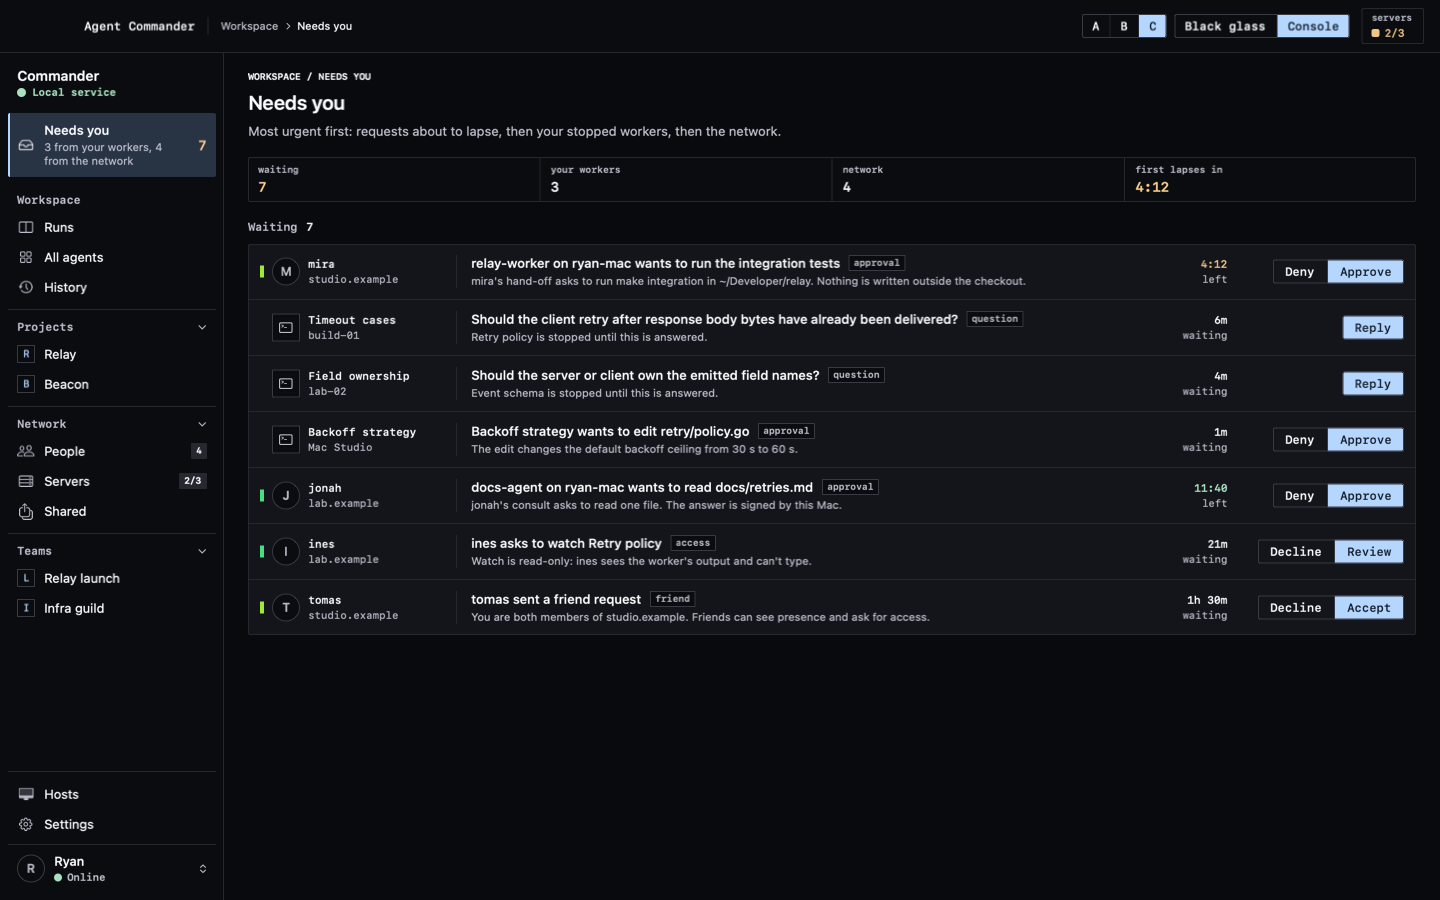 Agent Commander
Workspace > Needs you
A B C
Black glass Console
servers
2/3
Commander
Local service
Needs you
3 from your workers, 4
from the network
7
Workspace
Runs
All agents
History
Projects
R Relay
B Beacon
Network
People 4
Servers 2/3
Shared
Teams
L Relay launch
I Infra guild
Hosts
Settings
R
Ryan
Online
WORKSPACE / NEEDS YOU
Needs you
Most urgent first: requests about to lapse, then your stopped workers, then the network.
waiting
7
your workers
3
network
4
first lapses in
4:12
Waiting 7
M
mira
studio.example
relay-worker on ryan-mac wants to run the integration tests approval
mira's hand-off asks to run make integration in ~/Developer/relay. Nothing is written outside the checkout.
4:12
left
Deny Approve
Timeout cases
build-01
Should the client retry after response body bytes have already been delivered? question
Retry policy is stopped until this is answered.
6m
waiting
Reply
Field ownership
lab-02
Should the server or client own the emitted field names? question
Event schema is stopped until this is answered.
4m
waiting
Reply
Backoff strategy
Mac Studio
Backoff strategy wants to edit retry/policy.go approval
The edit changes the default backoff ceiling from 30 s to 60 s.
1m
waiting
Deny Approve
J
jonah
lab.example
docs-agent on ryan-mac wants to read docs/retries.md approval
jonah's consult asks to read one file. The answer is signed by this Mac.
11:40
left
Deny Approve
I
ines
lab.example
ines asks to watch Retry policy access
Watch is read-only: ines sees the worker's output and can't type.
21m
waiting
Decline Review
T
tomas
studio.example
tomas sent a friend request friend
You are both members of studio.example. Friends can see presence and ask for access.
1h 30m
waiting
Decline Accept